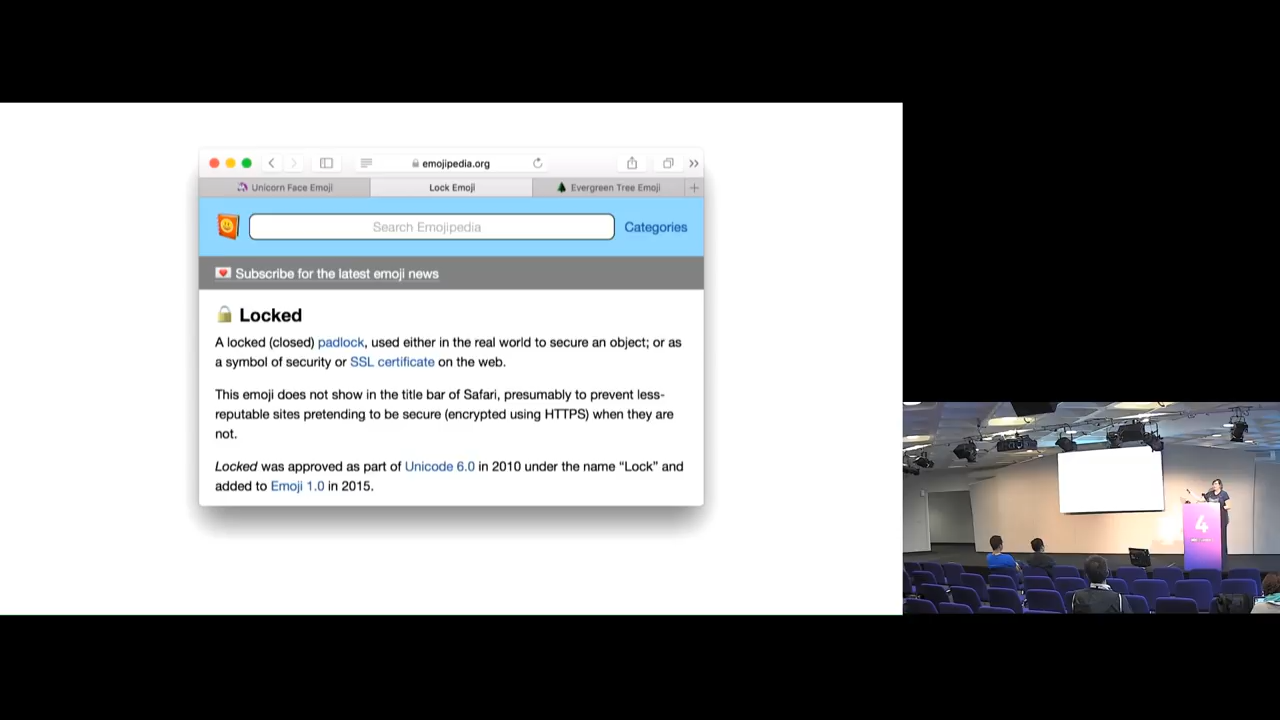 emojipedia.org
Unicorn Face Emoji
Lock Emoji
Evergreen Tree Emoji
Search Emojipedia
Categories
Subscribe for the latest emoji news
🔒 Locked
A locked (closed) padlock, used either in the real world to secure an object; or as
a symbol of security or SSL certificate on the web.
This emoji does not show in the title bar of Safari, presumably to prevent less-
reputable sites pretending to be secure (encrypted using HTTPS) when they are
not.
Locked was approved as part of Unicode 6.0 in 2010 under the name “Lock” and
added to Emoji 1.0 in 2015.
4